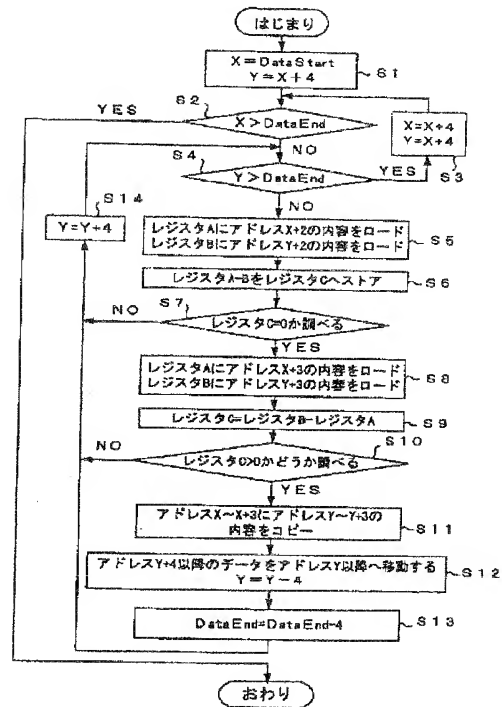 はじめり
X=DataStart
Y=X+4
S1
S2
YES
X>DataEnd
NO
X=X+4
Y=X+4
S3
S4
Y>DataEnd
YES
NO
S14
Y=Y+4
レジスタAにアドレスX+2の内容をロード
レジスタBにアドレスY+2の内容をロード
S5
レジスタA-BをレジスタCへストア
S6
S7
NO
レジスタC=0か調べる
YES
レジスタAにアドレスX+3の内容をロード
レジスタBにアドレスY+3の内容をロード
S8
レジスタC=レジスタB-レジスタA
S9
NO
S10
レジスタC>0かどうか調べる
YES
アドレスX～X+3にアドレスY～Y+3の
内容をコピー
S11
アドレスY+4以降のデータをアドレスY以降へ移動する
Y=Y-4
S12
DataEnd=DataEnd-4
S13
おわり